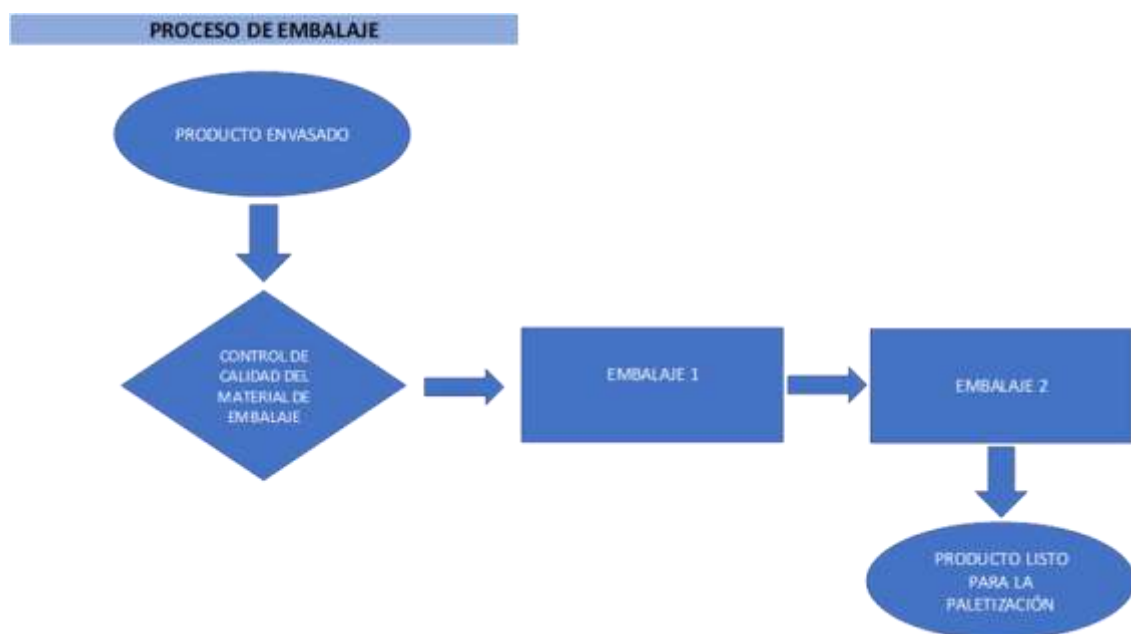 PROCESO DE EMBALAJE
PRODUCTO ENVASADO
CONTROL DE
CALIDAD DEL
MATERIAL DE
EMBALAJE
EMBALAJE 1
EMBALAJE 2
PRODUCTO LISTO
PARA LA
PALETIZACIÓN